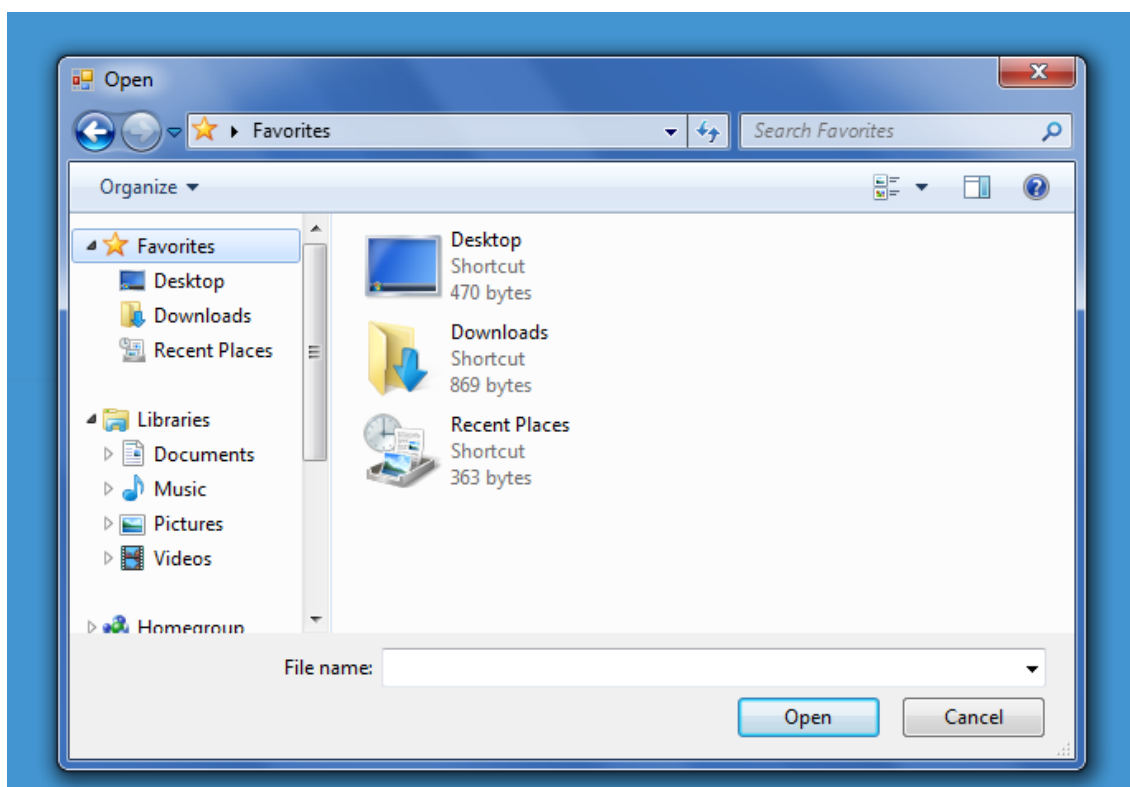 Open
Favorites
Search Favorites
Organize
Favorites
Desktop
Downloads
Recent Places
Libraries
Documents
Music
Pictures
Videos
Homegroup
Desktop
Shortcut
470 bytes
Downloads
Shortcut
869 bytes
Recent Places
Shortcut
363 bytes
File name:
Open
Cancel